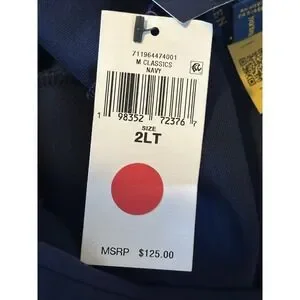 711964474001
M CLASSICS
NAVY
1 98352 72376 7
SIZE
2LT
MSRP $125.00